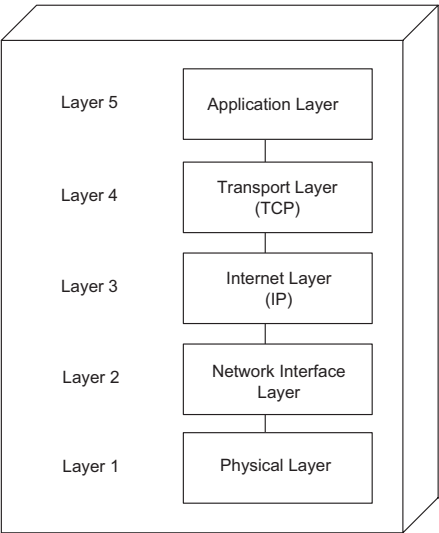 Layer 5
Application Layer
Layer 4
Transport Layer
(TCP)
Layer 3
Internet Layer
(IP)
Layer 2
Network Interface
Layer
Layer 1
Physical Layer